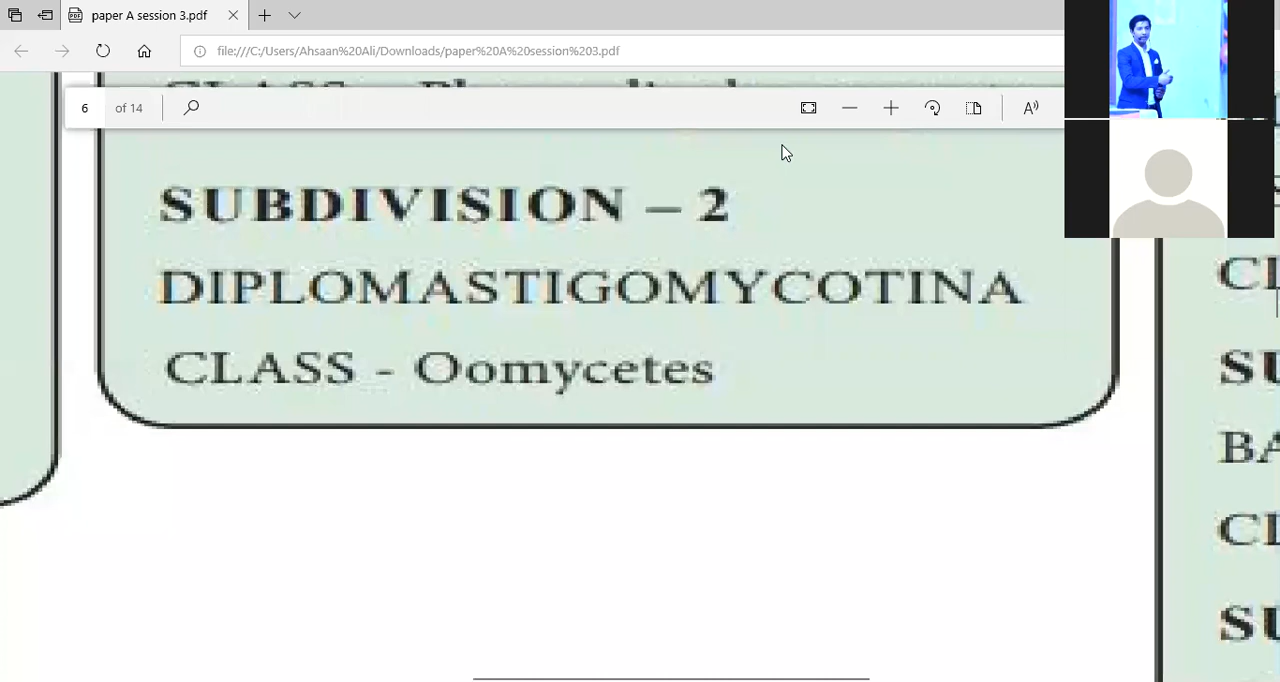 paper A session 3.pdf
file:///C:/Users/Ahsaan%20Ali/Downloads/paper%20A%20session%203.pdf
6 of 14
SUBDIVISION – 2
DIPLOMASTIGOMYCOTINA
CLASS - Oomycetes